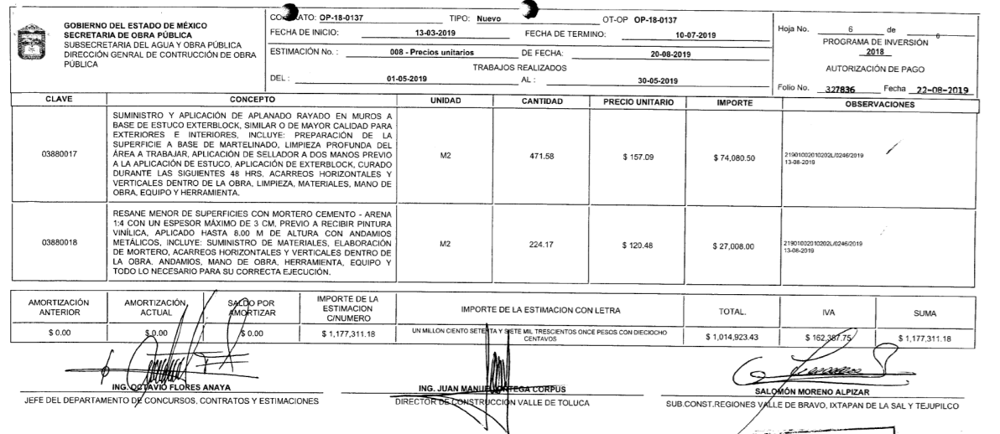 GOBIERNO DEL ESTADO DE MÉXICO
SECRETARIA DE OBRA PÚBLICA
SUBSECRETARIA DEL AGUA Y OBRA PÚBLICA
DIRECCIÓN GENRAL DE CONTRUCCIÓN DE OBRA
PÚBLICA
CONTRATO: OP-18-0137 TIPO: Nuevo OT-OP OP-18-0137
FECHA DE INICIO: 13-03-2019 FECHA DE TERMINO: 10-07-2019
ESTIMACIÓN No. : 008 - Precios unitarios DE FECHA: 20-08-2019
TRABAJOS REALIZADOS
DEL : 01-05-2019 AL : 30-05-2019
Hoja No. 6 de 6
PROGRAMA DE INVERSIÓN
2018
AUTORIZACIÓN DE PAGO
Folio No. 327836 Fecha 22-08-2019
CLAVE CONCEPTO UNIDAD CANTIDAD PRECIO UNITARIO IMPORTE OBSERVACIONES
SUMINISTRO Y APLICACIÓN DE APLANADO RAYADO EN MUROS A
BASE DE ESTUCO EXTERBLOCK, SIMILAR O DE MAYOR CALIDAD PARA
EXTERIORES E INTERIORES, INCLUYE: PREPARACIÓN DE LA
SUPERFICIE A BASE DE MARTELINADO, LIMPIEZA PROFUNDA DEL
ÁREA A TRABAJAR, APLICACIÓN DE SELLADOR A DOS MANOS PREVIO
A LA APLICACIÓN DE ESTUCO, APLICACIÓN DE EXTERBLOCK, CURADO
DURANTE LAS SIGUIENTES 48 HRS, ACARREOS HORIZONTALES Y
VERTICALES DENTRO DE LA OBRA, LIMPIEZA, MATERIALES, MANO DE
OBRA, EQUIPO Y HERRAMIENTA.
03880017 M2 471.58 $ 157.09 $ 74,080.50
21901002010202L/0246/2019
13-08-2019
RESANE MENOR DE SUPERFICIES CON MORTERO CEMENTO - ARENA
1:4 CON UN ESPESOR MÁXIMO DE 3 CM, PREVIO A RECIBIR PINTURA
VINÍLICA, APLICADO HASTA 8.00 M DE ALTURA CON ANDAMIOS
METÁLICOS, INCLUYE: SUMINISTRO DE MATERIALES, ELABORACIÓN
DE MORTERO, ACARREOS HORIZONTALES Y VERTICALES DENTRO DE
LA OBRA. ANDAMIOS, MANO DE OBRA, HERRAMIENTA, EQUIPO Y
TODO LO NECESARIO PARA SU CORRECTA EJECUCIÓN.
03880018 M2 224.17 $ 120.48 $ 27,008.00
21901002010202L/0246/2019
13-08-2019
AMORTIZACIÓN ANTERIOR
AMORTIZACIÓN ACTUAL
SALDO POR AMORTIZAR
IMPORTE DE LA ESTIMACION C/NUMERO
IMPORTE DE LA ESTIMACION CON LETRA
TOTAL. IVA SUMA
$ 0.00 $ 0.00 $ 0.00 $ 1,177,311.18
UN MILLON CIENTO SETENTA Y SIETE MIL TRESCIENTOS ONCE PESOS CON DIECIOCHO
CENTAVOS
$ 1,014,923.43 $ 162,387.75 $ 1,177,311.18
ING. OCTAVIO FLORES ANAYA
JEFE DEL DEPARTAMENTO DE CONCURSOS, CONTRATOS Y ESTIMACIONES
ING. JUAN MANUEL ORTEGA CORPUS
DIRECTOR DE CONSTRUCCIÓN VALLE DE TOLUCA
SALOMÓN MORENO ALPIZAR
SUB.CONST.REGIONES VALLE DE BRAVO, IXTAPAN DE LA SAL Y TEJUPILCO